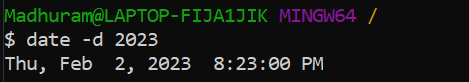 Madhuram@LAPTOP-FIJA1JIK MINGW64 /
$ date -d 2023
Thu, Feb  2, 2023  8:23:00 PM